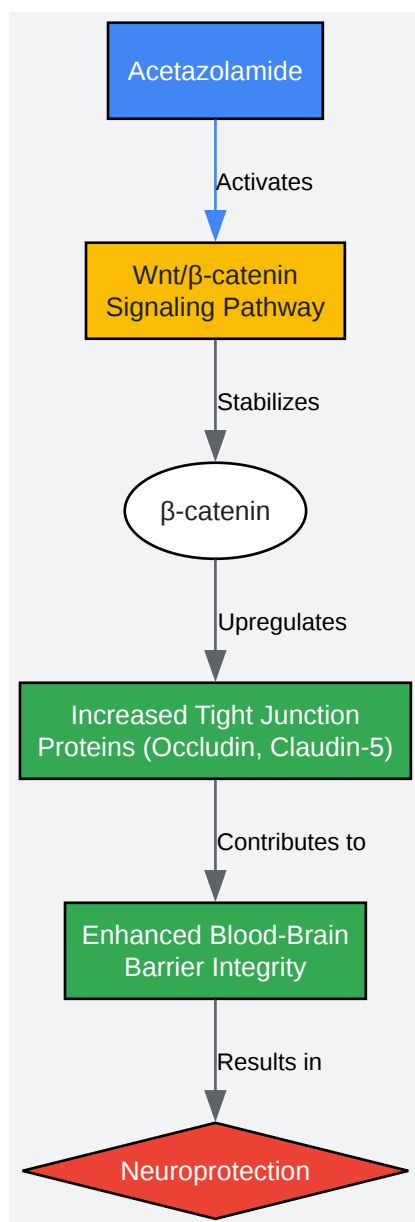 Acetazolamide
Activates
Wnt/β-catenin
Signaling Pathway
Stabilizes
β-catenin
Upregulates
Increased Tight Junction
Proteins (Occludin, Claudin-5)
Contributes to
Enhanced Blood-Brain
Barrier Integrity
Results in
Neuroprotection